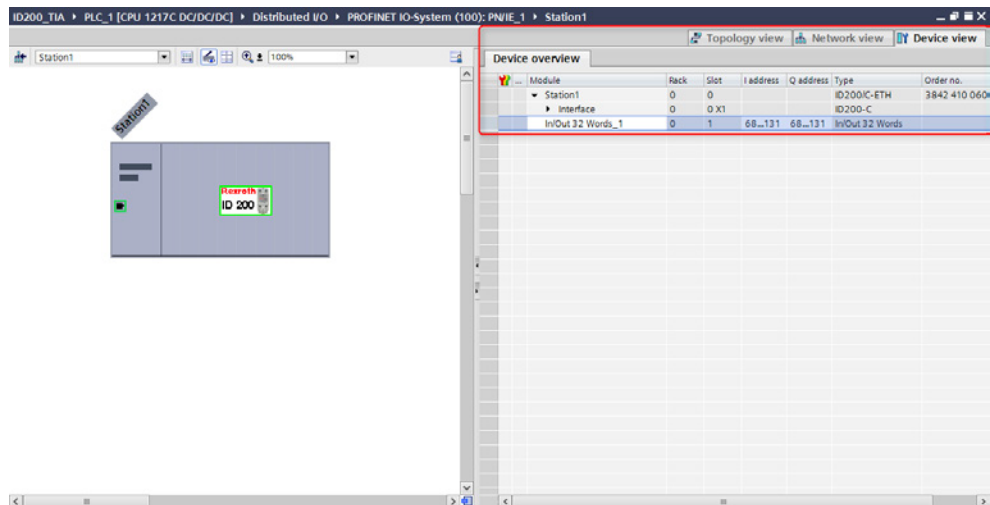 ID200_TIA ▸ PLC_1 [CPU 1217C DC/DC/DC] ▸ Distributed I/O ▸ PROFINET IO-System (100): PN/IE_1 ▸ Station1
Topology view Network view Device view
Station1 100% Device overview
... Module Rack Slot I address Q address Type Order no.
Station1 0 0 ID200/C-ETH 3842 410 060
Interface 0 0 X1 ID200-C
In/Out 32 Words_1 0 1 68...131 68...131 In/Out 32 Words
Station1
Rexroth
ID 200